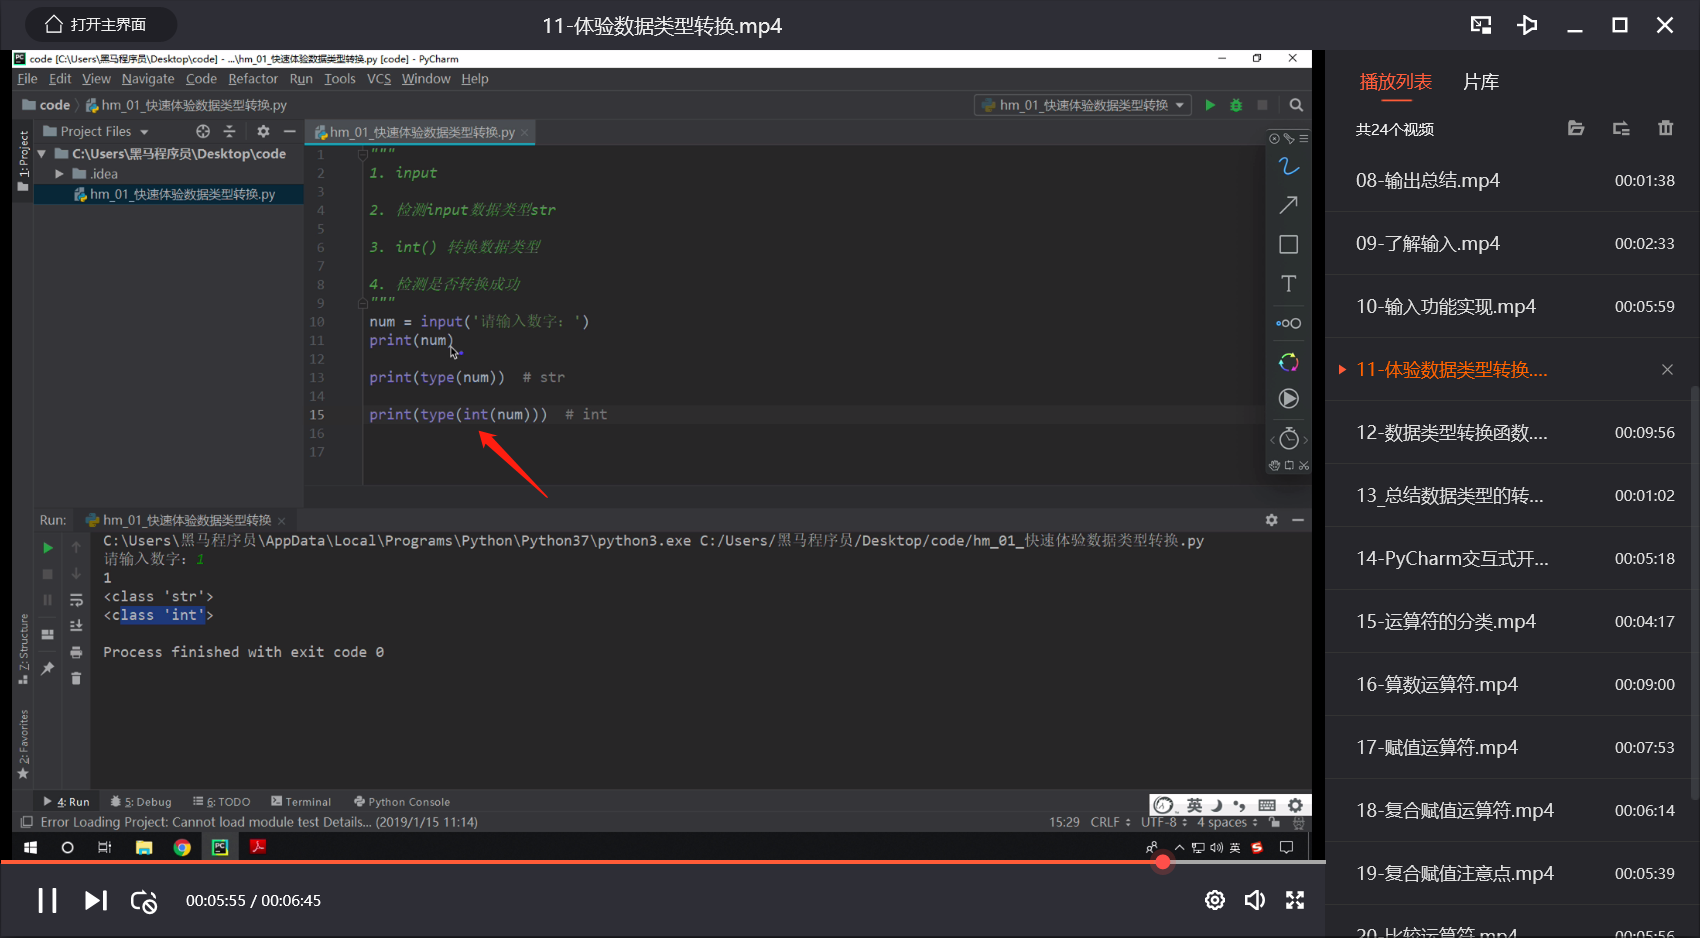 打开主界面
11-体验数据类型转换.mp4
code [C:\Users\黑马程序员\Desktop\code] - ...\hm_01_快速体验数据类型转换.py [code] - PyCharm
File Edit View Navigate Code Refactor Run Tools VCS Window Help
code hm_01_快速体验数据类型转换.py
hm_01_快速体验数据类型转换
Project Files
hm_01_快速体验数据类型转换.py
1: Project
C:\Users\黑马程序员\Desktop\code
.idea
hm_01_快速体验数据类型转换.py
1 """
2 1. input
3
4 2. 检测input数据类型str
5
6 3. int() 转换数据类型
7
8 4. 检测是否转换成功
9 """
10 num = input('请输入数字：')
11 print(num)
12
13 print(type(num))  # str
14
15 print(type(int(num)))  # int
16
17
Run: hm_01_快速体验数据类型转换
C:\Users\黑马程序员\AppData\Local\Programs\Python\Python37\python3.exe C:/Users/黑马程序员/Desktop/code/hm_01_快速体验数据类型转换.py
请输入数字：1
1
<class 'str'>
<class 'int'>
Process finished with exit code 0
7: Structure
2: Favorites
4: Run 5: Debug 6: TODO Terminal Python Console
英
Error Loading Project: Cannot load module test Details... (2019/1/15 11:14)
15:29 CRLF UTF-8 4 spaces
英
00:05:55 / 00:06:45
播放列表 片库
共24个视频
08-输出总结.mp4 00:01:38
09-了解输入.mp4 00:02:33
10-输入功能实现.mp4 00:05:59
11-体验数据类型转换....
12-数据类型转换函数.... 00:09:56
13_总结数据类型的转... 00:01:02
14-PyCharm交互式开... 00:05:18
15-运算符的分类.mp4 00:04:17
16-算数运算符.mp4 00:09:00
17-赋值运算符.mp4 00:07:53
18-复合赋值运算符.mp4 00:06:14
19-复合赋值注意点.mp4 00:05:39
20-比较运算符.mp4 00:05:56